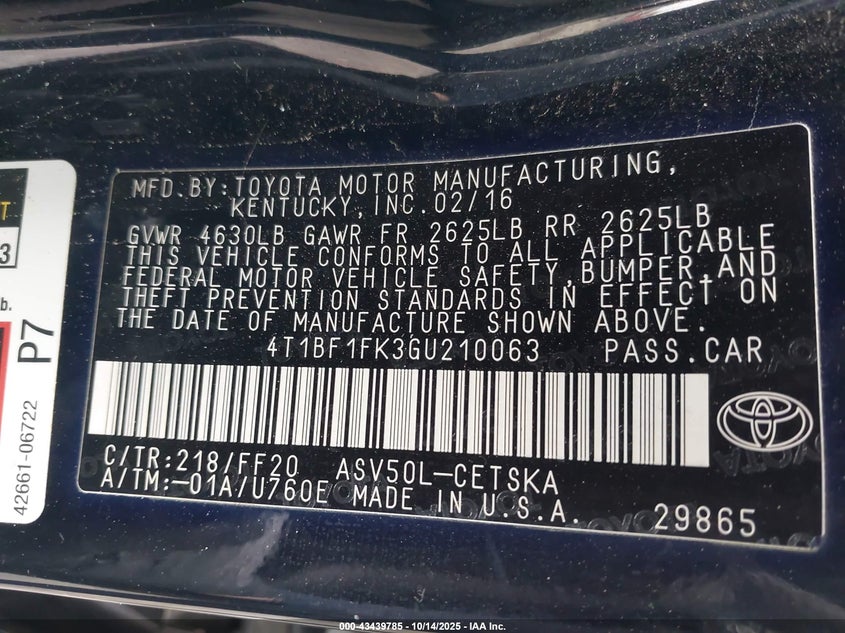 MFD.BY:TOYOTA MOTOR MANUFACTURING,
KENTUCKY,INC.02/16
GVWR 4630LB GAWR FR 2625LB RR 2625LB
THIS VEHICLE CONFORMS TO ALL APPLICABLE
FEDERAL MOTOR VEHICLE SAFETY,BUMPER,AND
THEFT PREVENTION STANDARDS IN EFFECT ON
THE DATE OF MANUFACTURE SHOWN ABOVE.
4T1BF1FK3GU210063 PASS.CAR
C/TR:218/FF20 ASV50L-CETSKA
A/TM:-01A/U760E MADE IN U.S.A. 29865
3
b.
P7
42661-06722
000-43439785 - 10/14/2025 - IAA Inc.